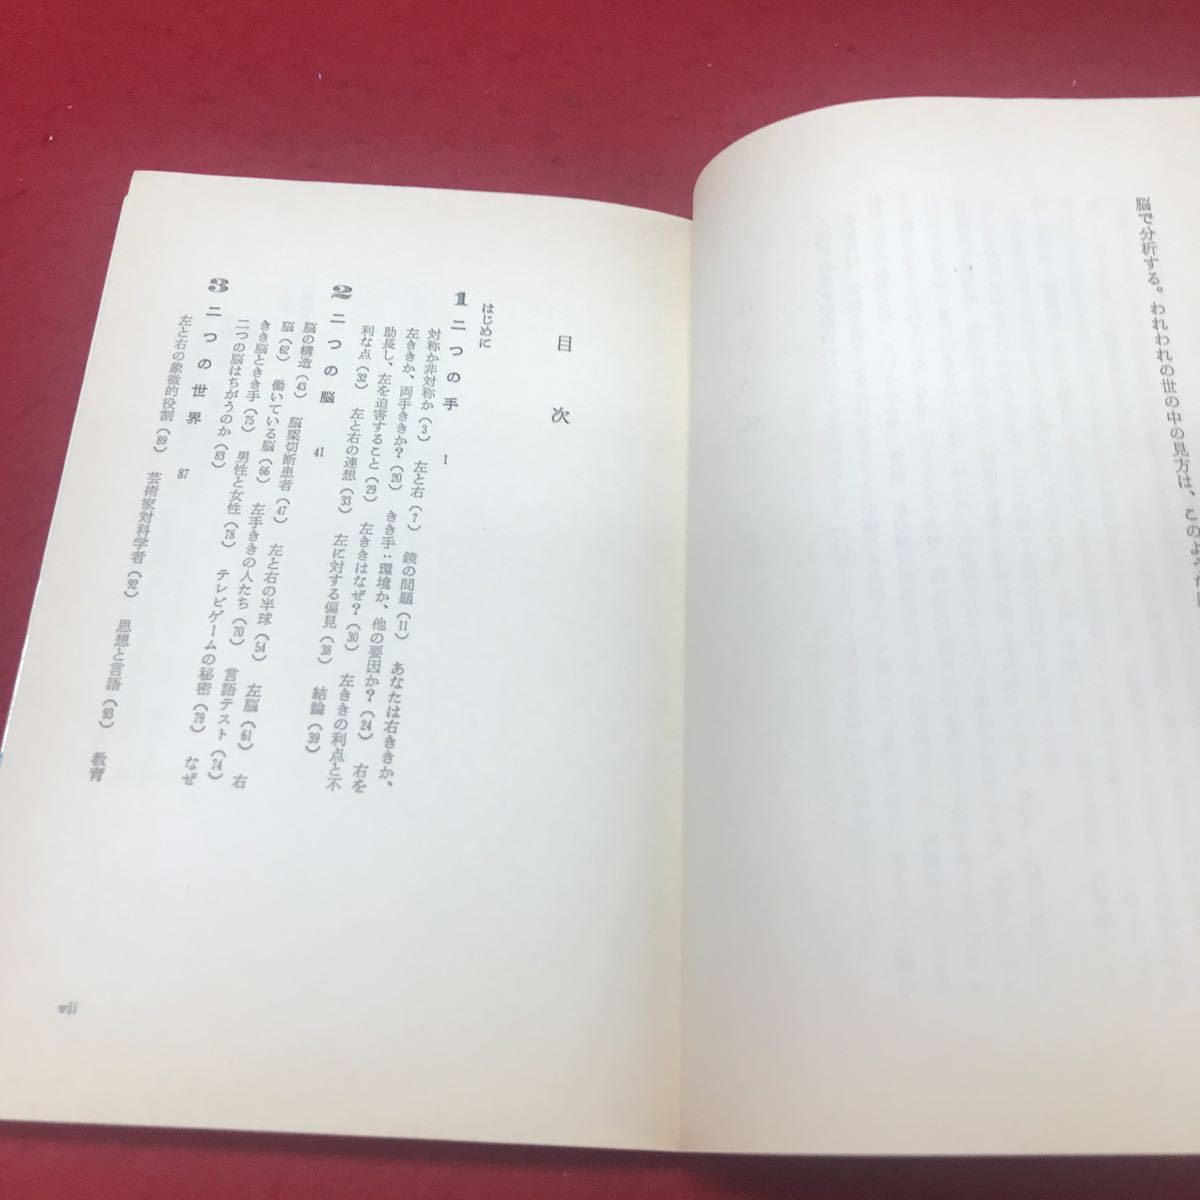 脳で分析する。われわれの世の中の見方は、このよ
目次
はじめに
1 二つの手 1
対称か非対称か(3) 左と右(7) 鏡の問題(11) あなたは右ききか、
左ききか、両手ききか?(20) きき手:環境か、他の要因か?(24) 右を
助長し、左を迫害すること(29) 左ききはなぜ?(30) 左ききの利点と不
利な点(32) 左と右の連想(33) 左に対する偏見(38) 結論(39)
2 二つの脳 41
脳の構造(43) 脳梁切断患者(47) 左と右の半球(54) 左脳(61) 右
脳(62) 働いている脳(66) 左手ききの人たち(70) 言語テスト(74)
きき脳ときき手(75) 男性と女性(78) テレビゲームの秘密(79) なぜ
二つの脳はちがうのか(83)
3 二つの世界 87
左と右の象徴的役割(89) 芸術家対科学者(92) 思想と言語(93) 教育
vii